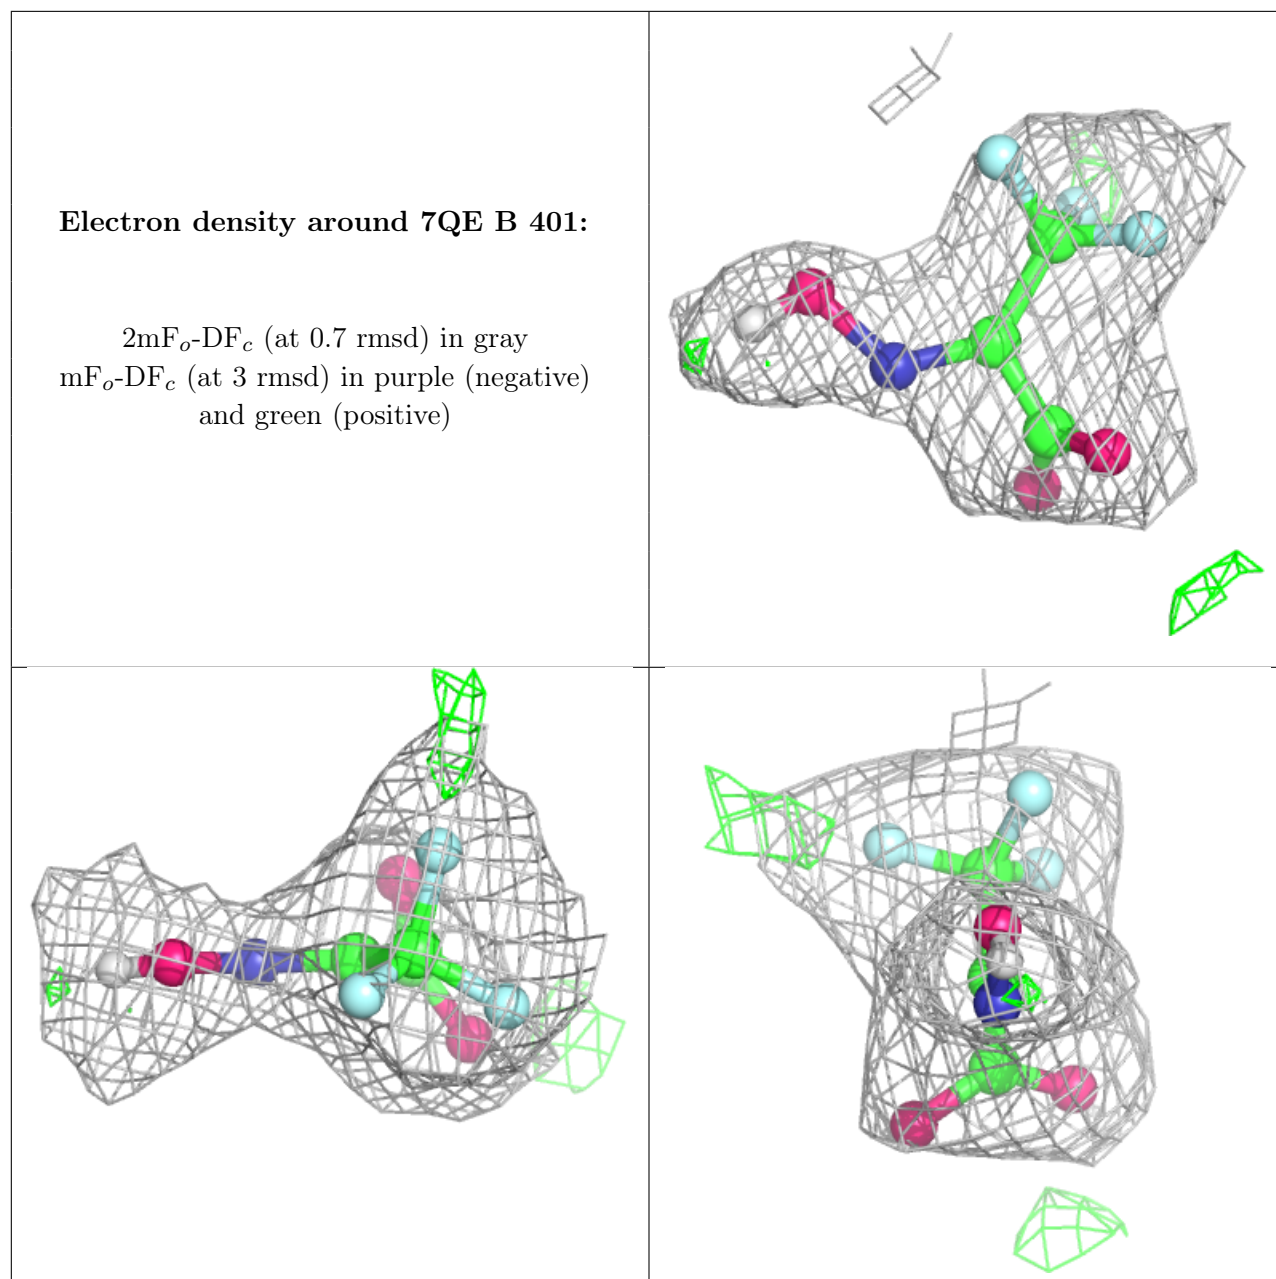 Electron density around 7QE B 401:
2mFo-DFc (at 0.7 rmsd) in gray
mFo-DFc (at 3 rmsd) in purple (negative)
and green (positive)